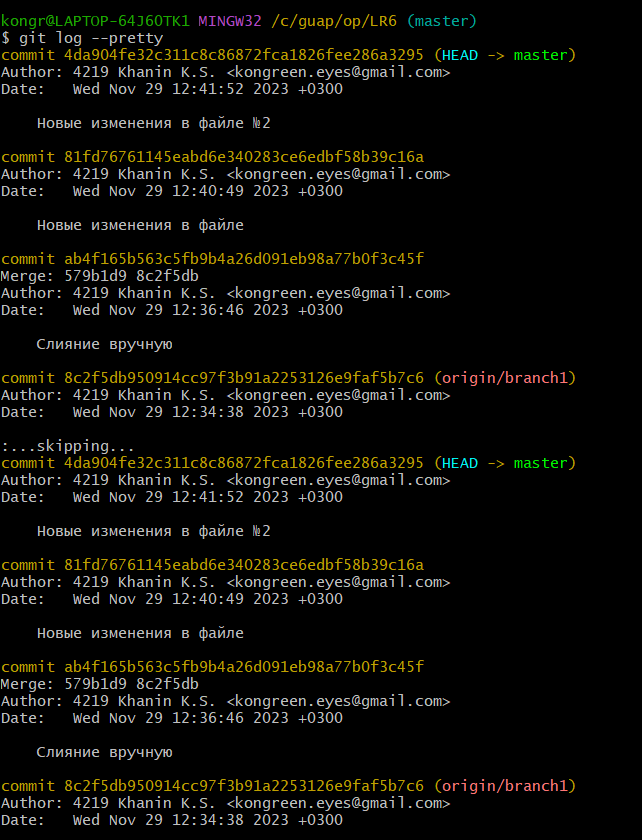 kongr@LAPTOP-64J6OTK1 MINGW32 /c/guap/op/LR6 (master)
$ git log --pretty
commit 4da904fe32c311c8c86872fca1826fee286a3295 (HEAD -> master)
Author: 4219 Khanin K.S. <kongreen.eyes@gmail.com>
Date:   Wed Nov 29 12:41:52 2023 +0300
    Новые изменения в файле №2
commit 81fd76761145eabd6e340283ce6edbf58b39c16a
Author: 4219 Khanin K.S. <kongreen.eyes@gmail.com>
Date:   Wed Nov 29 12:40:49 2023 +0300
    Новые изменения в файле
commit ab4f165b563c5fb9b4a26d091eb98a77b0f3c45f
Merge: 579b1d9 8c2f5db
Author: 4219 Khanin K.S. <kongreen.eyes@gmail.com>
Date:   Wed Nov 29 12:36:46 2023 +0300
    Слияние вручную
commit 8c2f5db950914cc97f3b91a2253126e9faf5b7c6 (origin/branch1)
Author: 4219 Khanin K.S. <kongreen.eyes@gmail.com>
Date:   Wed Nov 29 12:34:38 2023 +0300
:...skipping...
commit 4da904fe32c311c8c86872fca1826fee286a3295 (HEAD -> master)
Author: 4219 Khanin K.S. <kongreen.eyes@gmail.com>
Date:   Wed Nov 29 12:41:52 2023 +0300
    Новые изменения в файле №2
commit 81fd76761145eabd6e340283ce6edbf58b39c16a
Author: 4219 Khanin K.S. <kongreen.eyes@gmail.com>
Date:   Wed Nov 29 12:40:49 2023 +0300
    Новые изменения в файле
commit ab4f165b563c5fb9b4a26d091eb98a77b0f3c45f
Merge: 579b1d9 8c2f5db
Author: 4219 Khanin K.S. <kongreen.eyes@gmail.com>
Date:   Wed Nov 29 12:36:46 2023 +0300
    Слияние вручную
commit 8c2f5db950914cc97f3b91a2253126e9faf5b7c6 (origin/branch1)
Author: 4219 Khanin K.S. <kongreen.eyes@gmail.com>
Date:   Wed Nov 29 12:34:38 2023 +0300